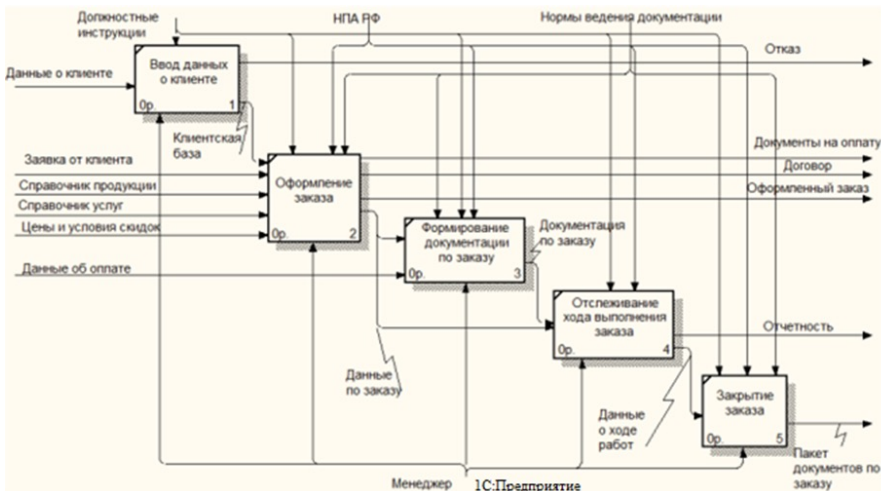 Должностные
инструкции
НПА РФ
Нормы ведения документации
Ввод данных
о клиенте
0р.
1
Отказ
Данные о клиенте
Клиентская
база
Заявка от клиента
Справочник продукции
Справочник услуг
Цены и условия скидок
Оформление
заказа
0р.
2
Документы на оплату
Договор
Оформленный заказ
Данные об оплате
Формирование
документации
по заказу
0р.
3
Документация
по заказу
Отслеживание
хода выполнения
заказа
0р.
4
Отчетность
Данные
по заказу
Закрытие
заказа
0р.
5
Данные
о ходе
работ
Пакет
документов по
заказу
Менеджер
1С:Предприятие